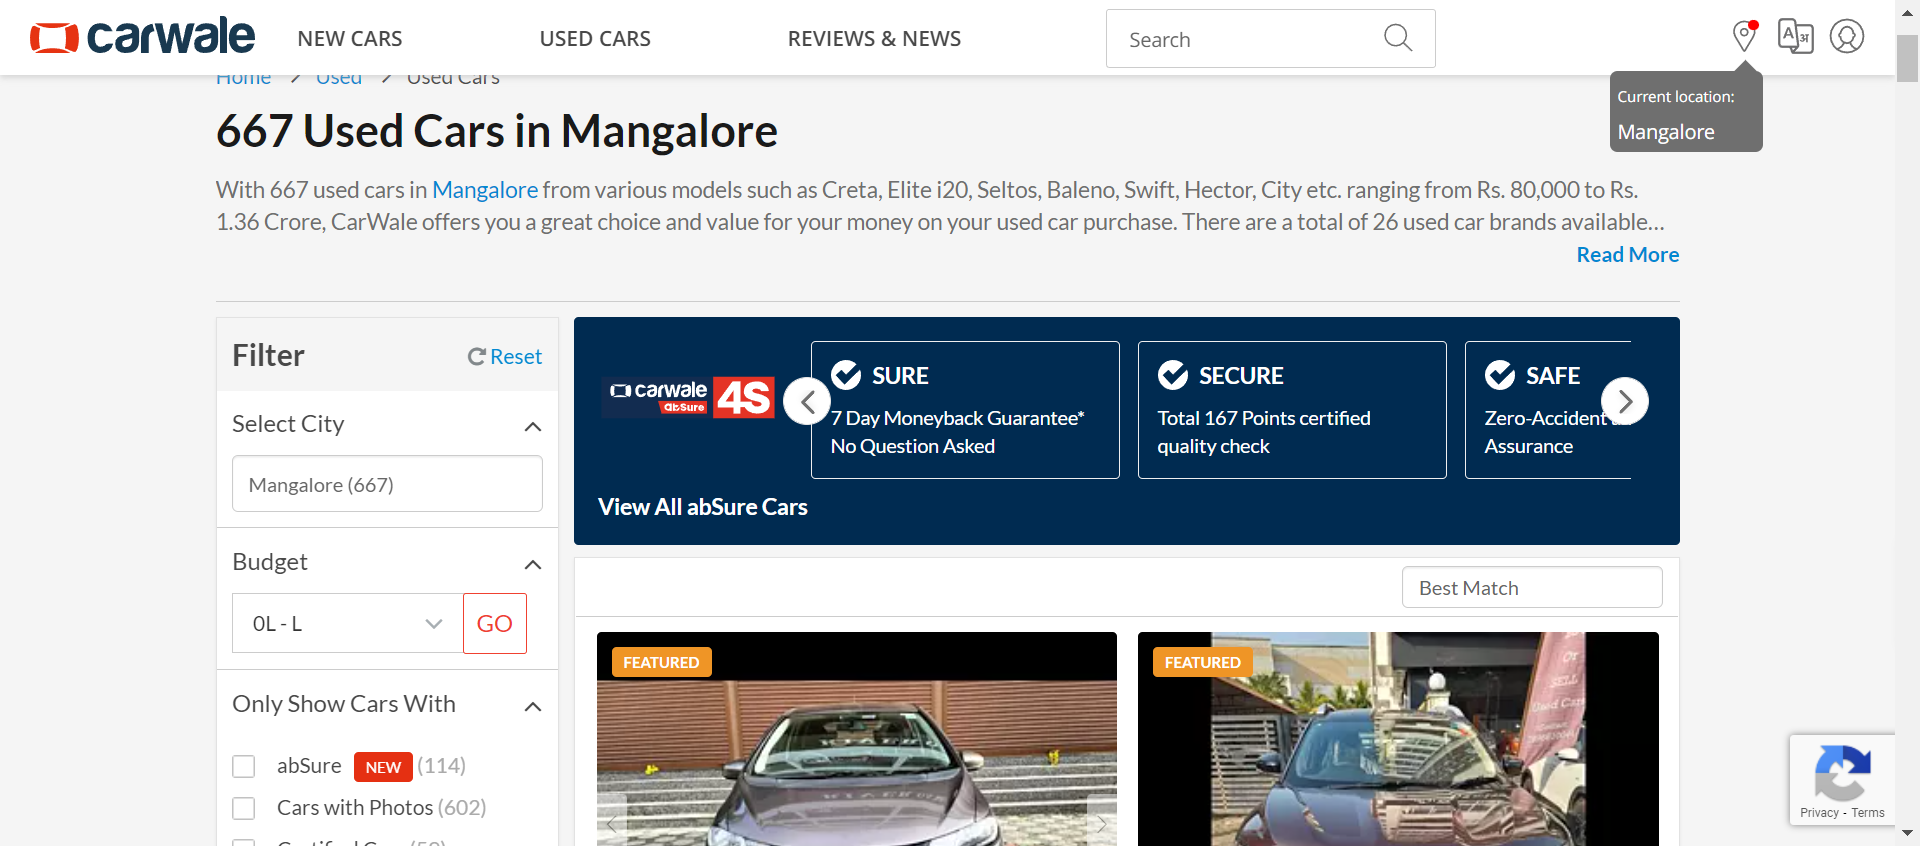 carwale
NEW CARS
USED CARS
REVIEWS & NEWS
Search
Current location:
Mangalore
Home
Used
Used Cars
667 Used Cars in Mangalore
With 667 used cars in Mangalore from various models such as Creta, Elite i20, Seltos, Baleno, Swift, Hector, City etc. ranging from Rs. 80,000 to Rs.
1.36 Crore, CarWale offers you a great choice and value for your money on your used car purchase. There are a total of 26 used car brands available...
Read More
Filter
Reset
Select City
Mangalore (667)
Budget
0L - L
GO
Only Show Cars With
abSure NEW (114)
Cars with Photos (602)
carwale
abSure
4S
SURE
7 Day Moneyback Guarantee*
No Question Asked
SECURE
Total 167 Points certified
quality check
SAFE
Zero-Accident
Assurance
View All abSure Cars
Best Match
FEATURED
FEATURED
SELL
Used Cars
Privacy - Terms